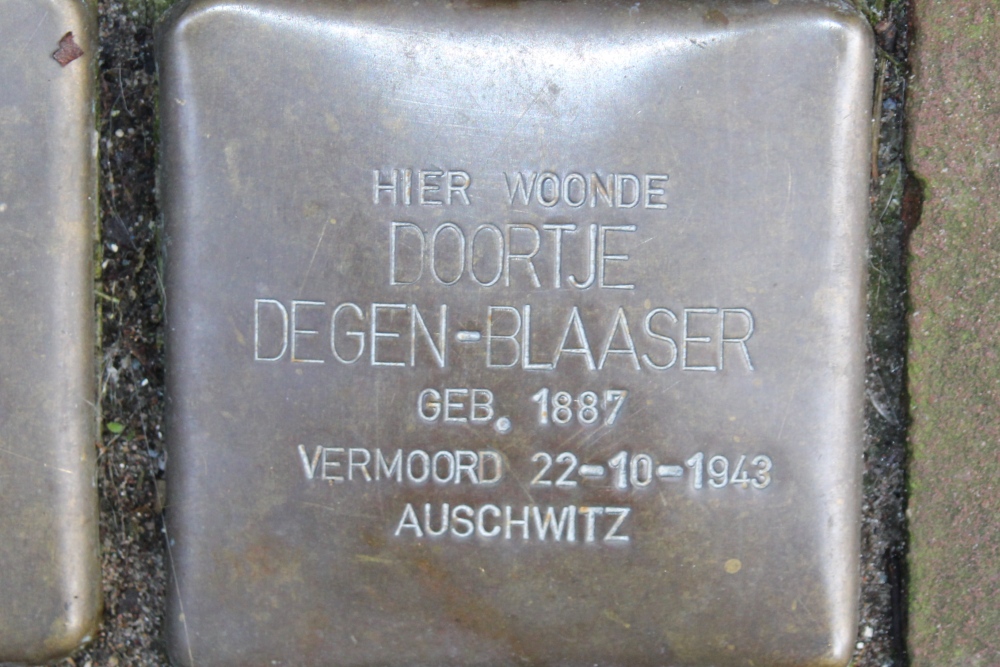 HIER WOONDE
DOORTJE
DEGEN-BLAASER
GEB. 1887
VERMOORD 22-10-1943
AUSCHWITZ